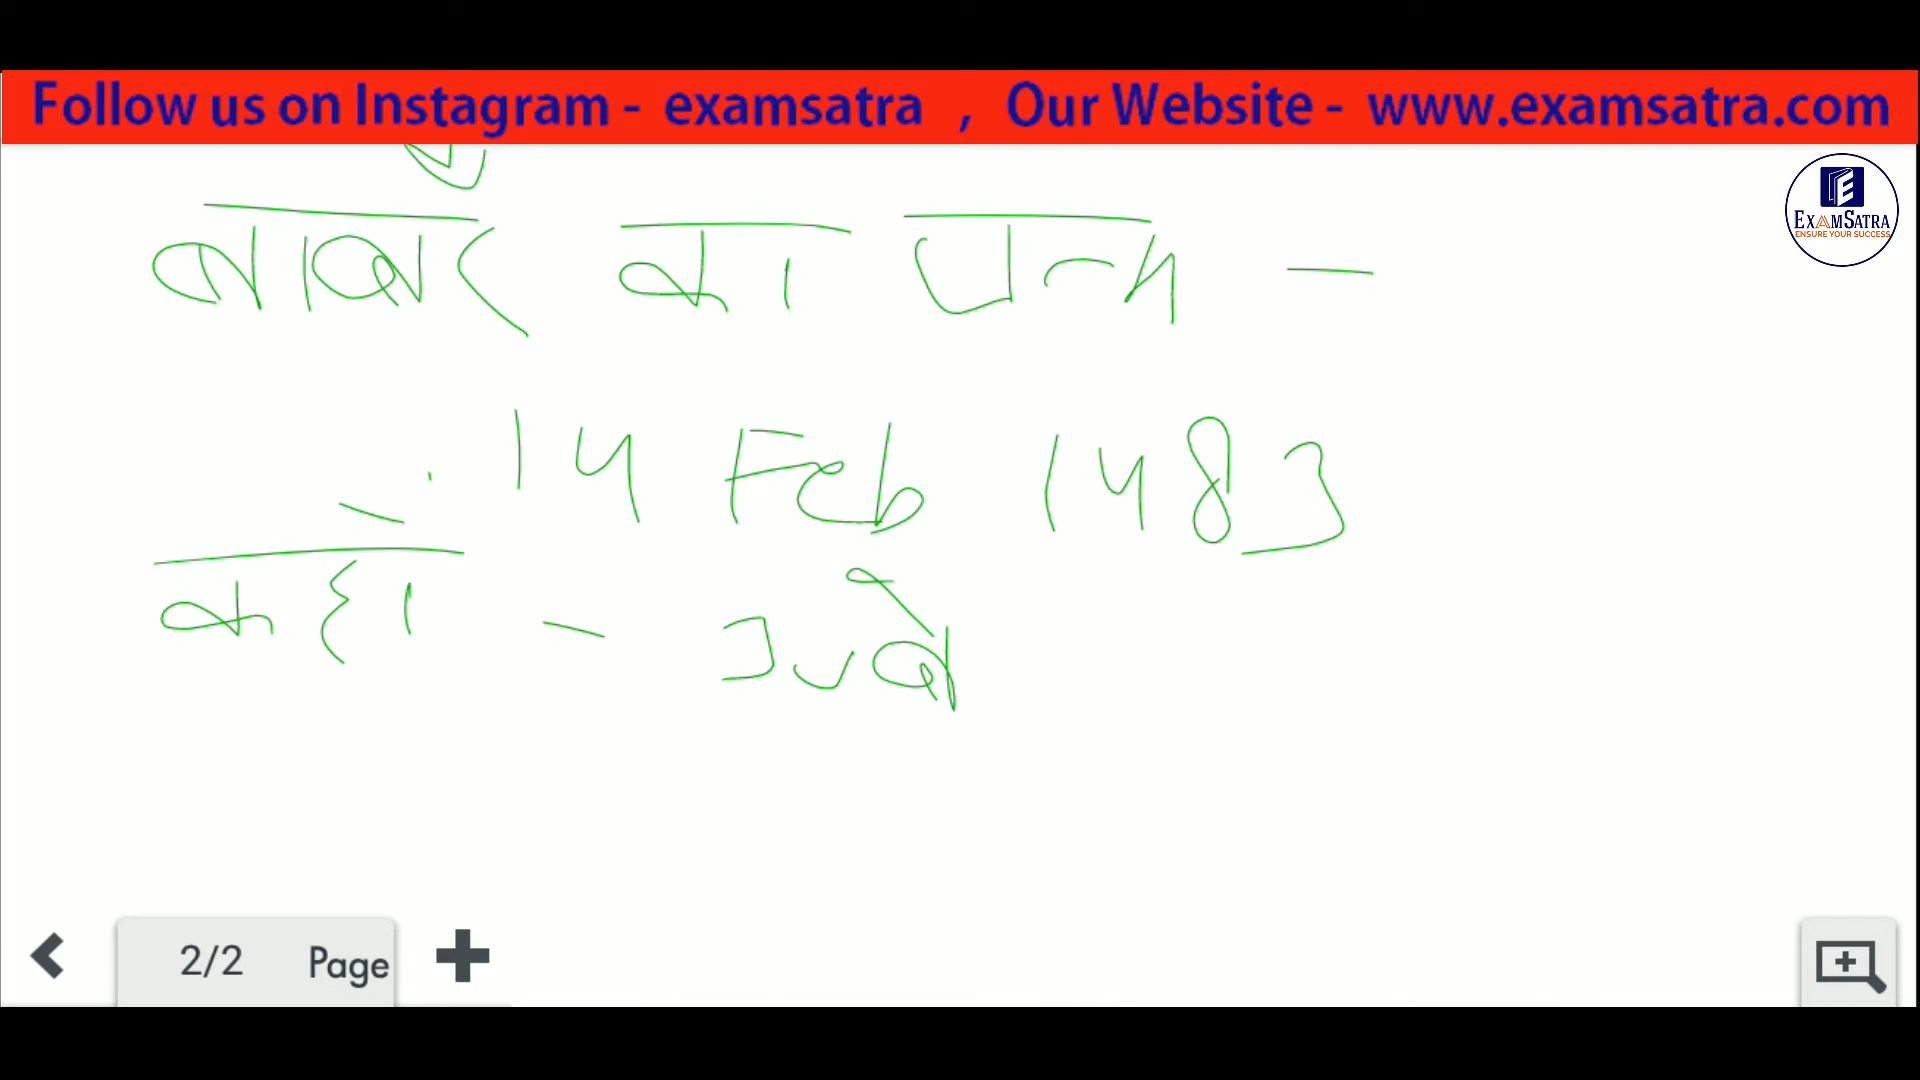 Follow us on Instagram - examsatra , Our Website - www.examsatra.com
EXAMSATRA
ENSURE YOUR SUCCESS
बाबर का जन्म -
14 Feb 1483
कहाँ -
2/2 Page